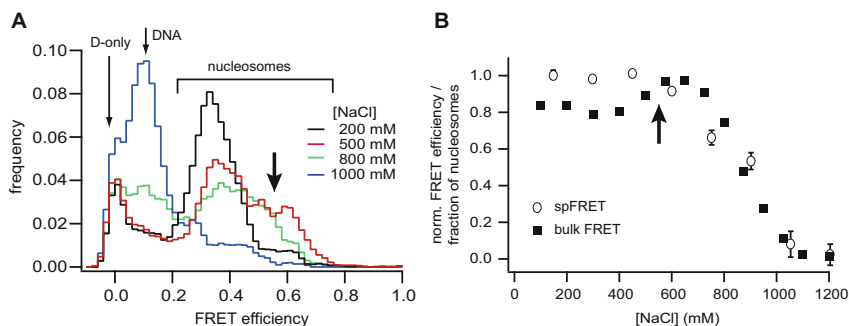 A
D-only
DNA
nucleosomes
[NaCl]
200 mM
500 mM
800 mM
1000 mM
0.10
0.08
0.06
0.04
0.02
0.00
frequency
0.0 0.2 0.4 0.6 0.8 1.0
FRET efficiency
B
norm. FRET efficiency /
fraction of nucleosomes
1.0
0.8
0.6
0.4
0.2
0.0
spFRET
bulk FRET
0 200 400 600 800 1000 1200
[NaCl] (mM)